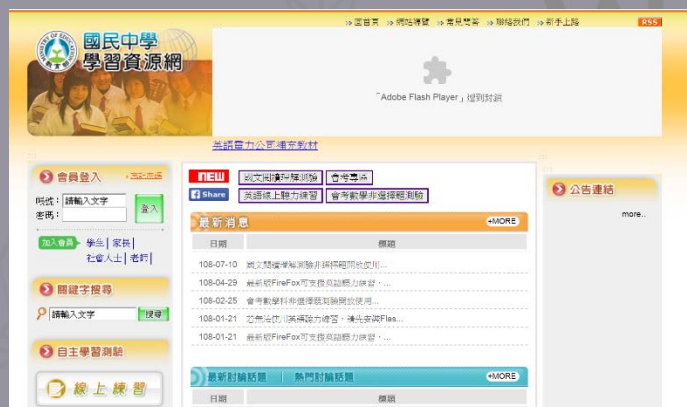 回首頁 網站導覽 常見問答 聯絡我們 新手上路 RSS
MINISTRY OF EDUCATION
教育部
國民中學
學習資源網
「Adobe Flash Player」遭到封鎖
英語聽力公司補充教材
會員登入
帳號： 請輸入文字
密碼：
登入
加入會員 學生| 家長|
社會人士| 老師|
關鍵字搜尋
請輸入文字 搜尋
自主學習測驗
線上練習
NEW 國文閱讀理解測驗 會考專區
Share 英語線上聽力練習 會考數學非選擇題測驗
最新消息 +MORE
日期 標題
108-07-10 國文閱讀理解測驗非選擇題開放使用...
108-04-29 最新版FireFox可支援英語聽力練習，...
108-02-25 會考數學科非選擇題測驗開放使用...
108-01-21 若無法使用英語聽力練習，請先安裝Flas...
108-01-21 最新版FireFox可支援英語聽力練習，...
最新討論話題 | 熱門討論話題 +MORE
日期 標題
公告連結
more..